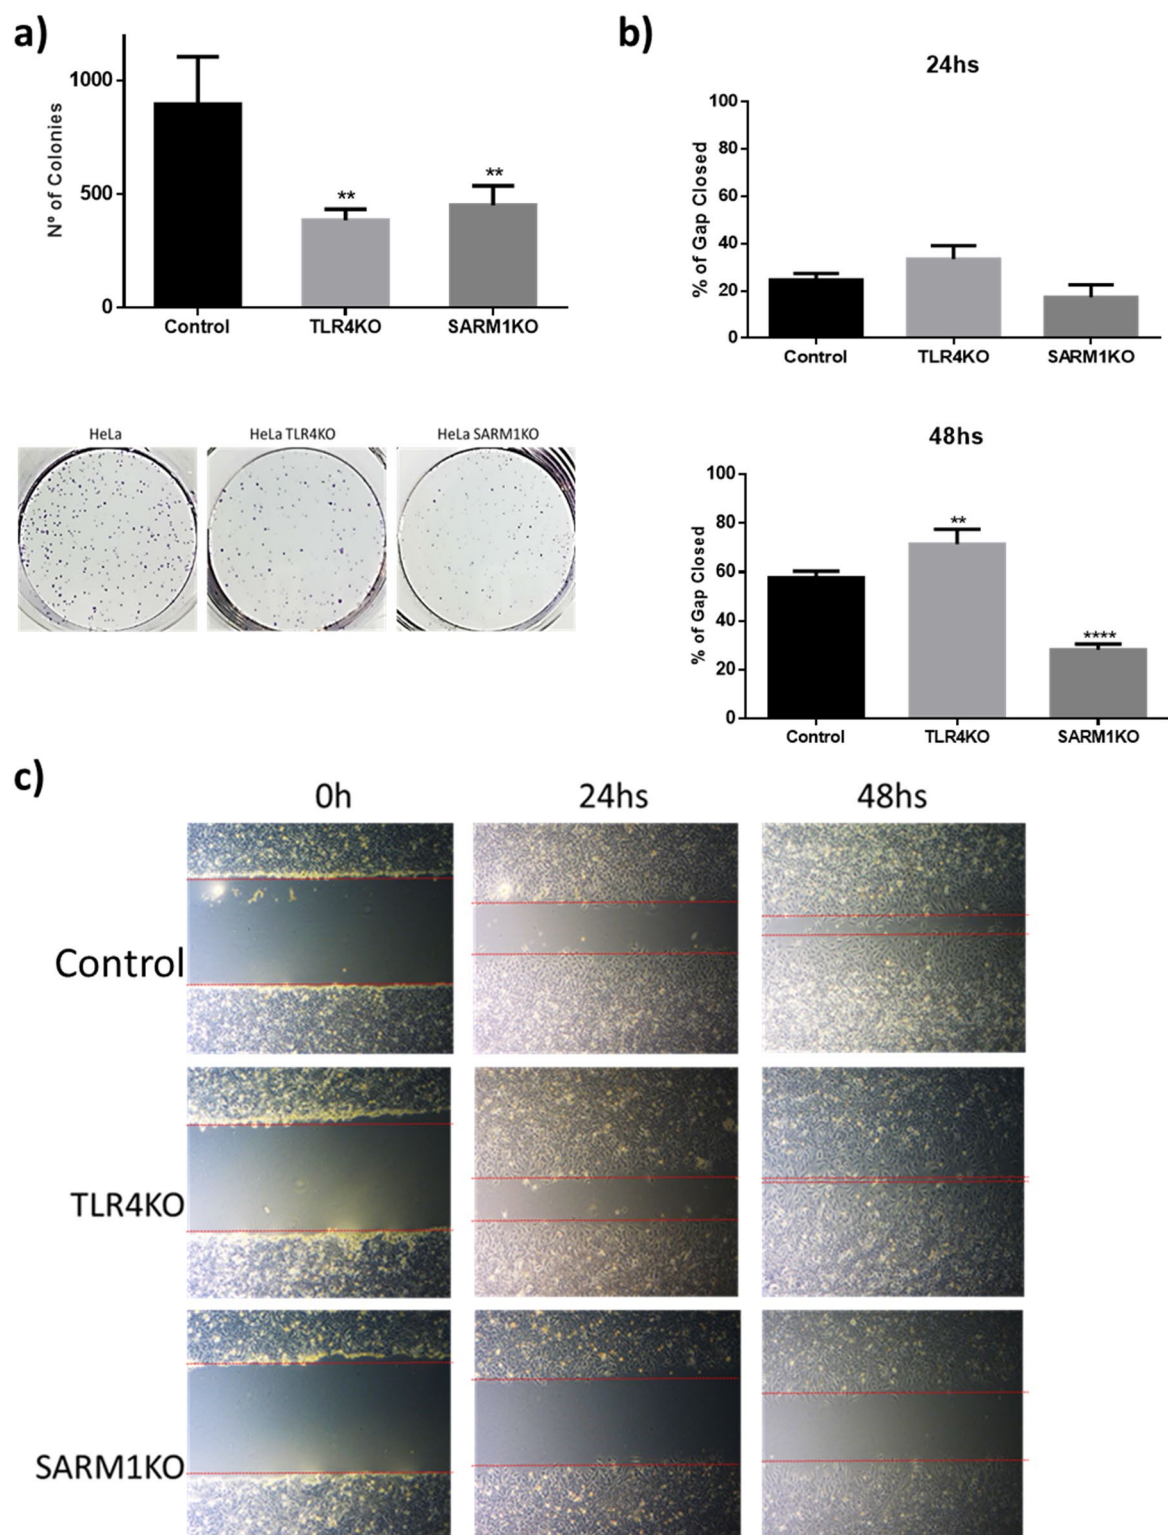 a)
Nº of Colonies
1000
500
0
**
**
Control TLR4KO SARM1KO
HeLa HeLa TLR4KO HeLa SARM1KO
b)
24hs
% of Gap Closed
100
80
60
40
20
0
Control TLR4KO SARM1KO
48hs
% of Gap Closed
100
80
60
40
20
0
**
****
Control TLR4KO SARM1KO
c)
0h 24hs 48hs
Control
TLR4KO
SARM1KO